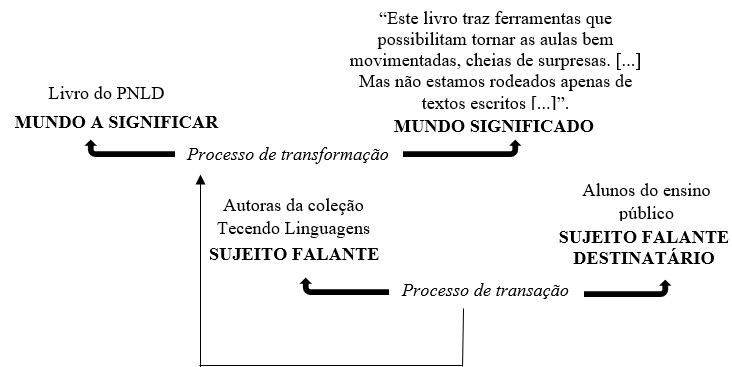 “Este livro traz ferramentas que
possibilitam tornar as aulas bem
movimentadas, cheias de surpresas. [...]
Mas não estamos rodeados apenas de
textos escritos [...]”.
Livro do PNLD
MUNDO A SIGNIFICAR
MUNDO SIGNIFICADO
Processo de transformação
Autoras da coleção
Tecendo Linguagens
SUJEITO FALANTE
Alunos do ensino
público
SUJEITO FALANTE
DESTINATÁRIO
Processo de transação